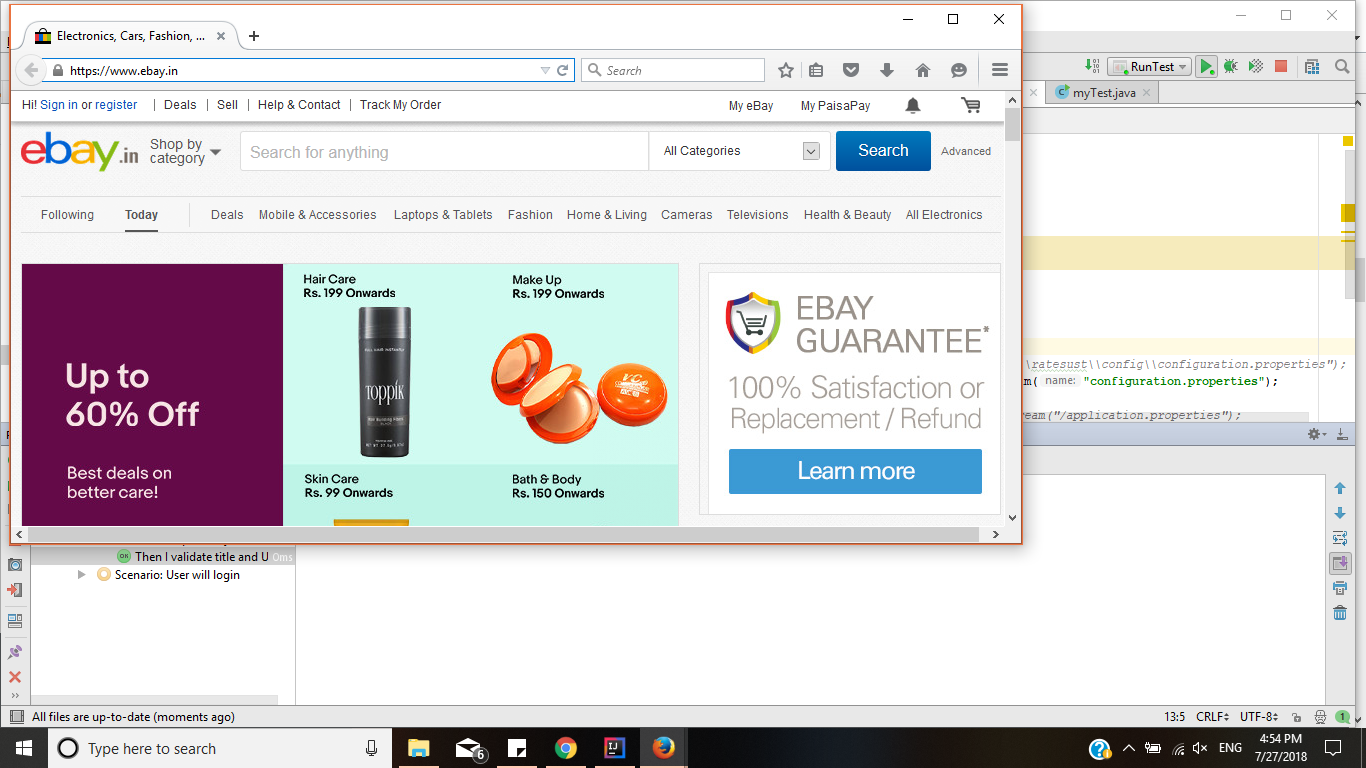 Electronics, Cars, Fashion, ...
https://www.ebay.in
Search
Hi! Sign in or register | Deals | Sell | Help & Contact | Track My Order
My eBay
My PaisaPay
ebay.in
Shop by
category
Search for anything
All Categories
Search
Advanced
Following
Today
Deals
Mobile & Accessories
Laptops & Tablets
Fashion
Home & Living
Cameras
Televisions
Health & Beauty
All Electronics
Up to
60% Off
Best deals on
better care!
Hair Care
Rs. 199 Onwards
Make Up
Rs. 199 Onwards
TOPPIK
Skin Care
Rs. 99 Onwards
Bath & Body
Rs. 150 Onwards
EBAY
GUARANTEE*
100% Satisfaction or
Replacement / Refund
Learn more
RunTest
myTest.java
\ratesust\\config\\configuration.properties");
m( name: "configuration.properties");
ream("/application.properties");
Then I validate title and U 0ms
Scenario: User will login
All files are up-to-date (moments ago)
13:5
CRLF
UTF-8
1
Type here to search
6
ENG
4:54 PM
7/27/2018